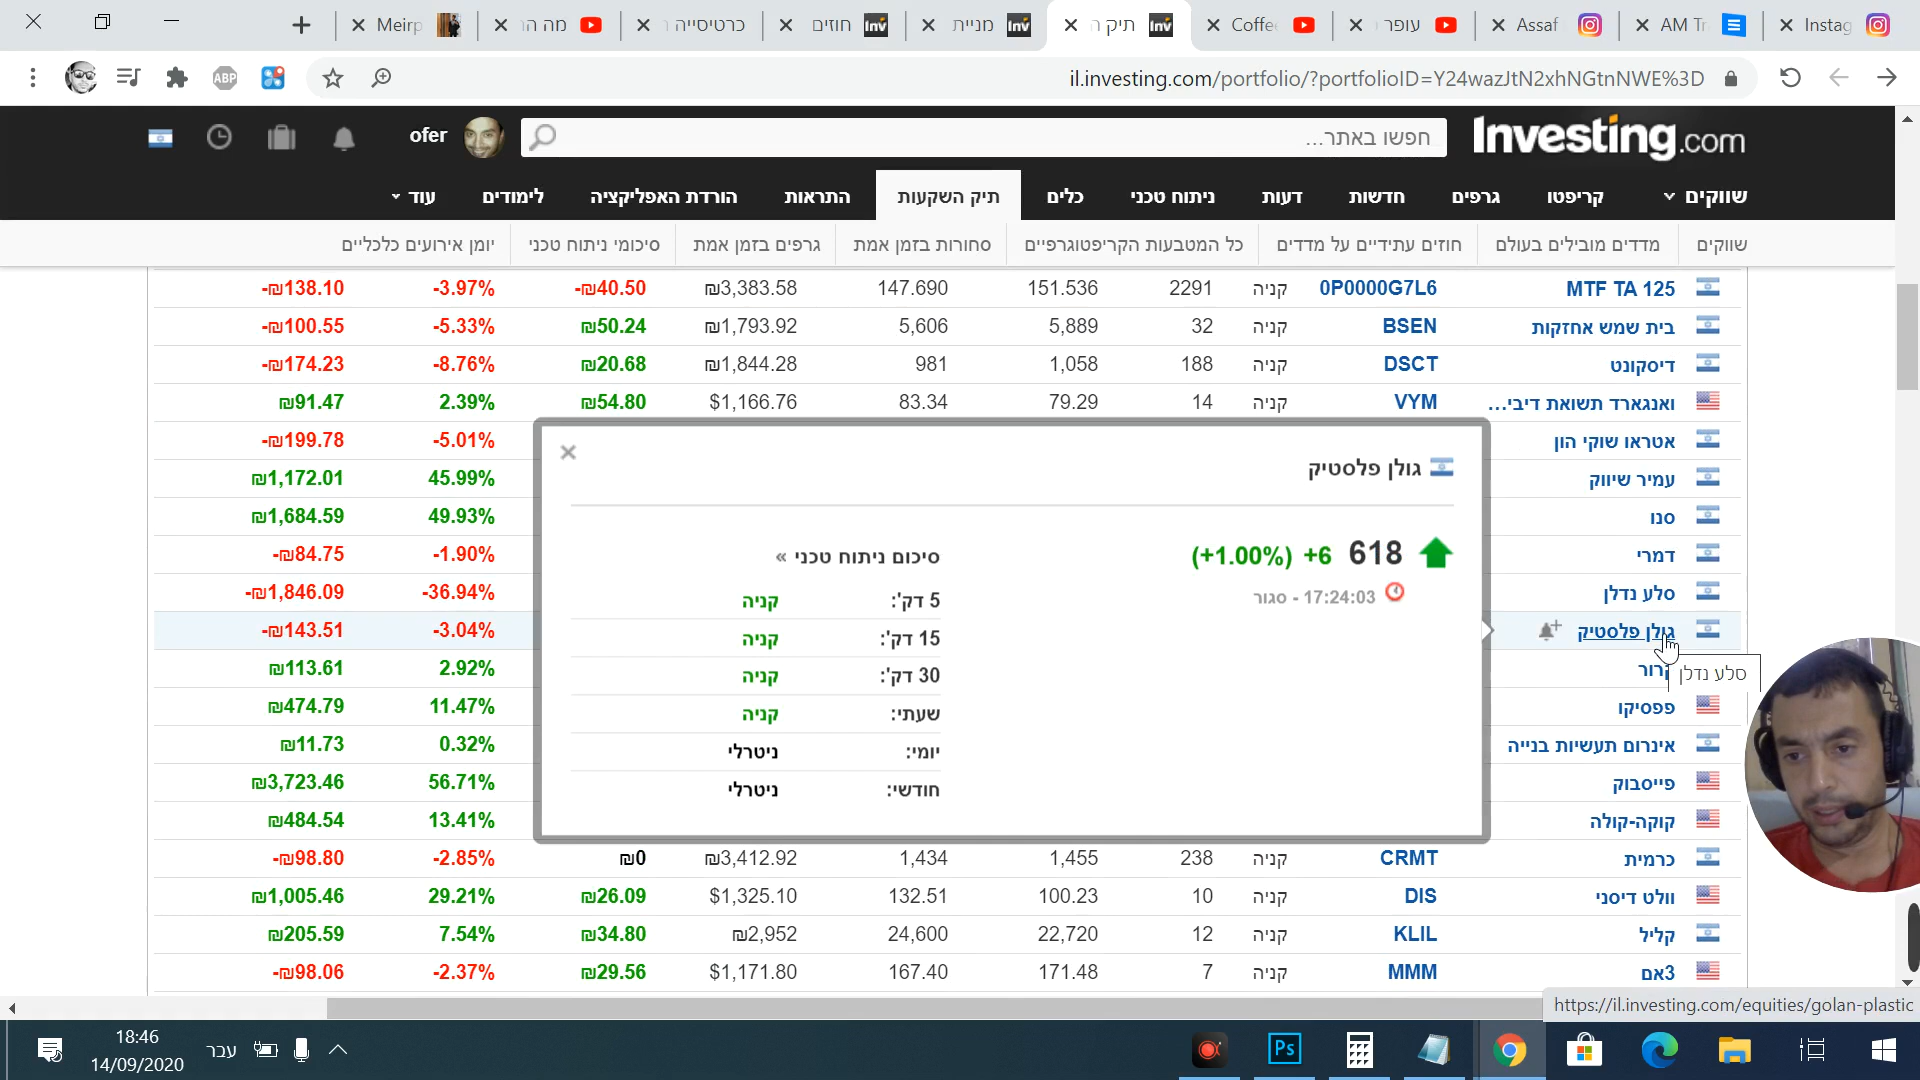 Meirp
מה הו
כרטיסייה ר
חוזים
מניית
תיק ה
Coffe
עופר
Assaf
AM Tr
Instag
il.investing.com/portfolio/?portfolioID=Y24wazJtN2xhNGtnNWE%3D
Investing.com
חפשו באתר...
ofer
שווקים
קריפטו
גרפים
חדשות
דעות
ניתוח טכני
כלים
תיק השקעות
התראות
הורדת האפליקציה
לימודים
עוד
שווקים
מדדים מובילים בעולם
חוזים עתידיים על מדדים
כל המטבעות הקריפטוגרפיים
סחורות בזמן אמת
גרפים בזמן אמת
סיכומי ניתוח טכני
יומן אירועים כלכליים
MTF TA 125 0P0000G7L6 קניה 2291 151.536 147.690 ₪3,383.58 -₪40.50 -3.97% -₪138.10
בית שמש אחזקות BSEN קניה 32 5,889 5,606 ₪1,793.92 ₪50.24 -5.33% -₪100.55
דיסקונט DSCT קניה 188 1,058 981 ₪1,844.28 ₪20.68 -8.76% -₪174.23
ואנגארד תשואת דיבי... VYM קניה 14 79.29 83.34 $1,166.76 ₪54.80 2.39% ₪91.47
אטראו שוקי הון -5.01% -₪199.78
עמיר שיווק 45.99% ₪1,172.01
סנו 49.93% ₪1,684.59
דמרי -1.90% -₪84.75
סלע נדלן -36.94% -₪1,846.09
גולן פלסטיק -3.04% -₪143.51
סלע נדלן
2.92% ₪113.61
פפסיקו 11.47% ₪474.79
אינרום תעשיות בנייה 0.32% ₪11.73
פייסבוק 56.71% ₪3,723.46
קוקה-קולה 13.41% ₪484.54
כרמית CRMT קניה 238 1,455 1,434 ₪3,412.92 ₪0 -2.85% -₪98.80
וולט דיסני DIS קניה 10 100.23 132.51 $1,325.10 ₪26.09 29.21% ₪1,005.46
קליל KLIL קניה 12 22,720 24,600 ₪2,952 ₪34.80 7.54% ₪205.59
3אם MMM קניה 7 171.48 167.40 $1,171.80 ₪29.56 -2.37% -₪98.06
גולן פלסטיק
618 +6 (+1.00%)
17:24:03 - סגור
סיכום ניתוח טכני »
5 דק': קניה
15 דק': קניה
30 דק': קניה
שעתי: קניה
יומי: ניטרלי
חודשי: ניטרלי
https://il.investing.com/equities/golan-plastic
ABP
Ps
עבר
18:46
14/09/2020